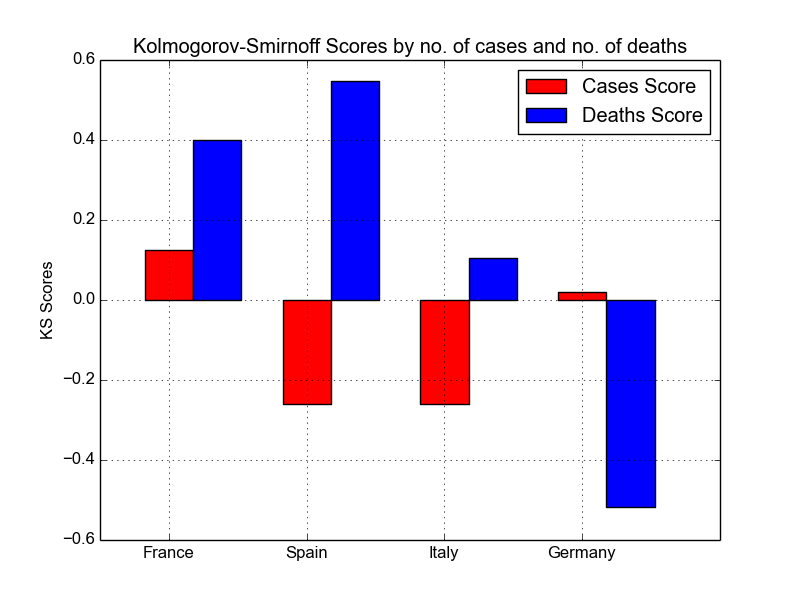 Kolmogorov-Smirnoff Scores by no. of cases and no. of deaths
Cases Score
Deaths Score
KS Scores
0.6
0.4
0.2
0.0
−0.2
−0.4
−0.6
France Spain Italy Germany